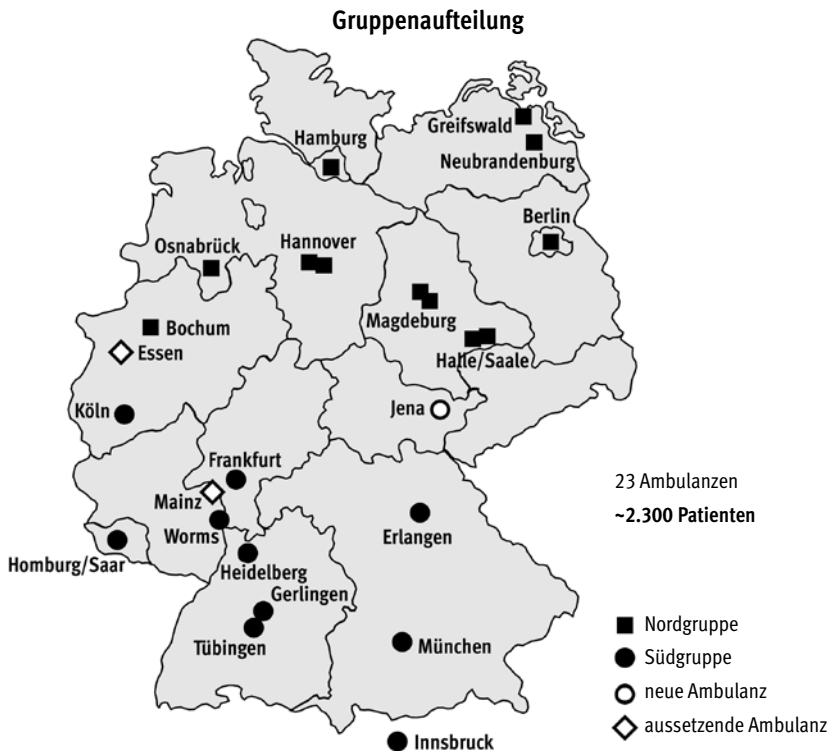 Gruppenaufteilung
Greifswald
Hamburg
Neubrandenburg
Berlin
Hannover
Osnabrück
Magdeburg
Bochum
Halle/Saale
Essen
Jena
Köln
Frankfurt
23 Ambulanzen
Mainz
~2.300 Patienten
Worms
Erlangen
Homburg/Saar
Heidelberg
Gerlingen
Nordgruppe
Tübingen
München
Südgruppe
neue Ambulanz
aussetzende Ambulanz
Innsbruck